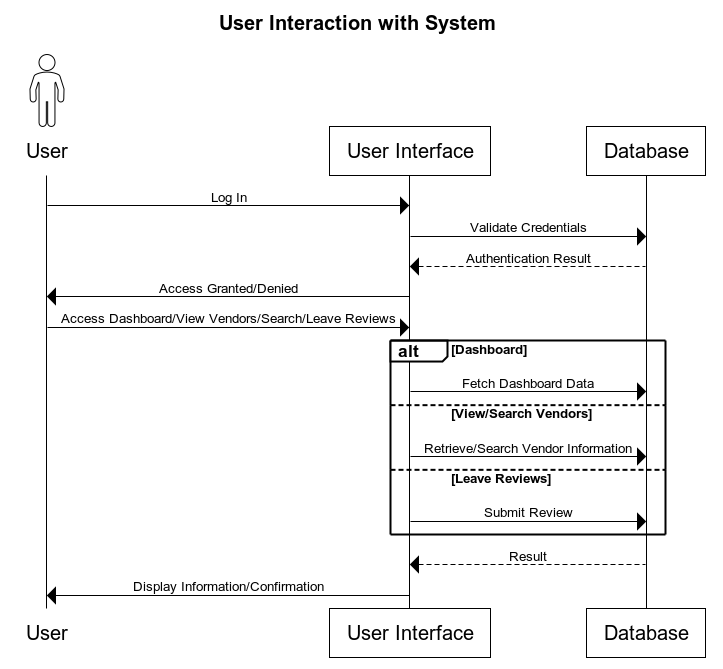 User Interaction with System
User
User Interface
Database
Log In
Validate Credentials
Authentication Result
Access Granted/Denied
Access Dashboard/View Vendors/Search/Leave Reviews
alt
[Dashboard]
Fetch Dashboard Data
[View/Search Vendors]
Retrieve/Search Vendor Information
[Leave Reviews]
Submit Review
Result
Display Information/Confirmation
User
User Interface
Database